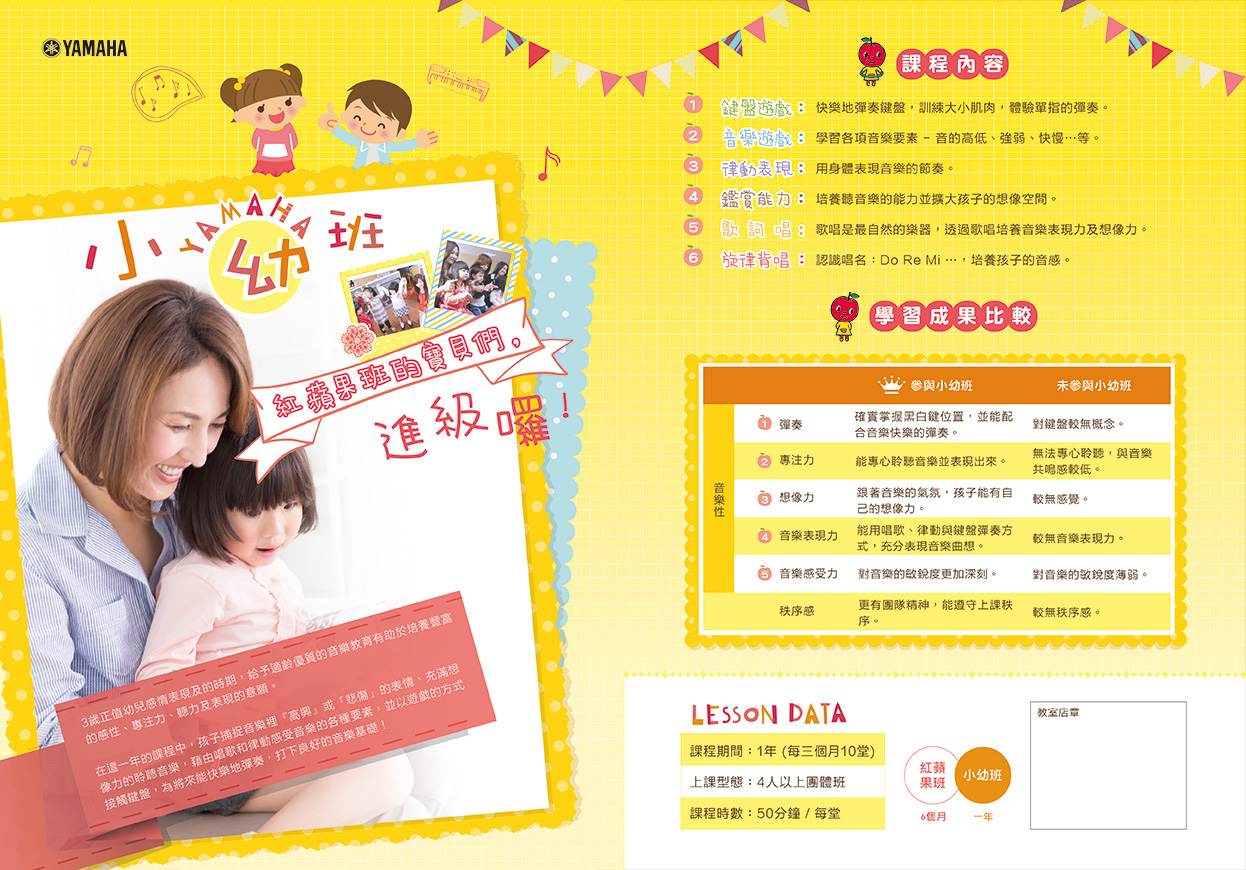 YAMAHA
小YAMAHA幼班
紅蘋果班的寶貝們，
進級囉！
3歲正值幼兒感情表現及的時期，給予適齡優質的音樂教育有助於培養豐富
的感性、專注力、聽力及表現的意願。
在這一年的課程中，孩子捕捉音樂裡『高興』或『悲傷』的表情，充滿想
像力的聆聽音樂，藉由唱歌和律動感受音樂的各種要素，並以遊戲的方式
接觸鍵盤，為將來能快樂地彈奏，打下良好的音樂基礎！
課程內容
1 鍵盤遊戲：快樂地彈奏鍵盤，訓練大小肌肉，體驗單指的彈奏。
2 音樂遊戲：學習各項音樂要素－音的高低、強弱、快慢…等。
3 律動表現：用身體表現音樂的節奏。
4 鑑賞能力：培養聽音樂的能力並擴大孩子的想像空間。
5 歌詞唱：歌唱是最自然的樂器，透過歌唱培養音樂表現力及想像力。
6 旋律背唱：認識唱名：Do Re Mi …，培養孩子的音感。
學習成果比較
參與小幼班 未參與小幼班
音樂性
1 彈奏 確實掌握黑白鍵位置，並能配
合音樂快樂的彈奏。 對鍵盤較無概念。
2 專注力 能專心聆聽音樂並表現出來。 無法專心聆聽，與音樂
共鳴感較低。
3 想像力 跟著音樂的氣氛，孩子能有自
己的想像力。 較無感覺。
4 音樂表現力 能用唱歌、律動與鍵盤彈奏方
式，充分表現音樂曲想。 較無音樂表現力。
5 音樂感受力 對音樂的敏銳度更加深刻。 對音樂的敏銳度薄弱。
秩序感 更有團隊精神，能遵守上課秩
序。 較無秩序感。
LESSON DATA
課程期間：1年 (每三個月10堂)
上課型態：4人以上團體班
課程時數：50分鐘 / 每堂
紅蘋
果班
6個月
小幼班
一年
教室店章